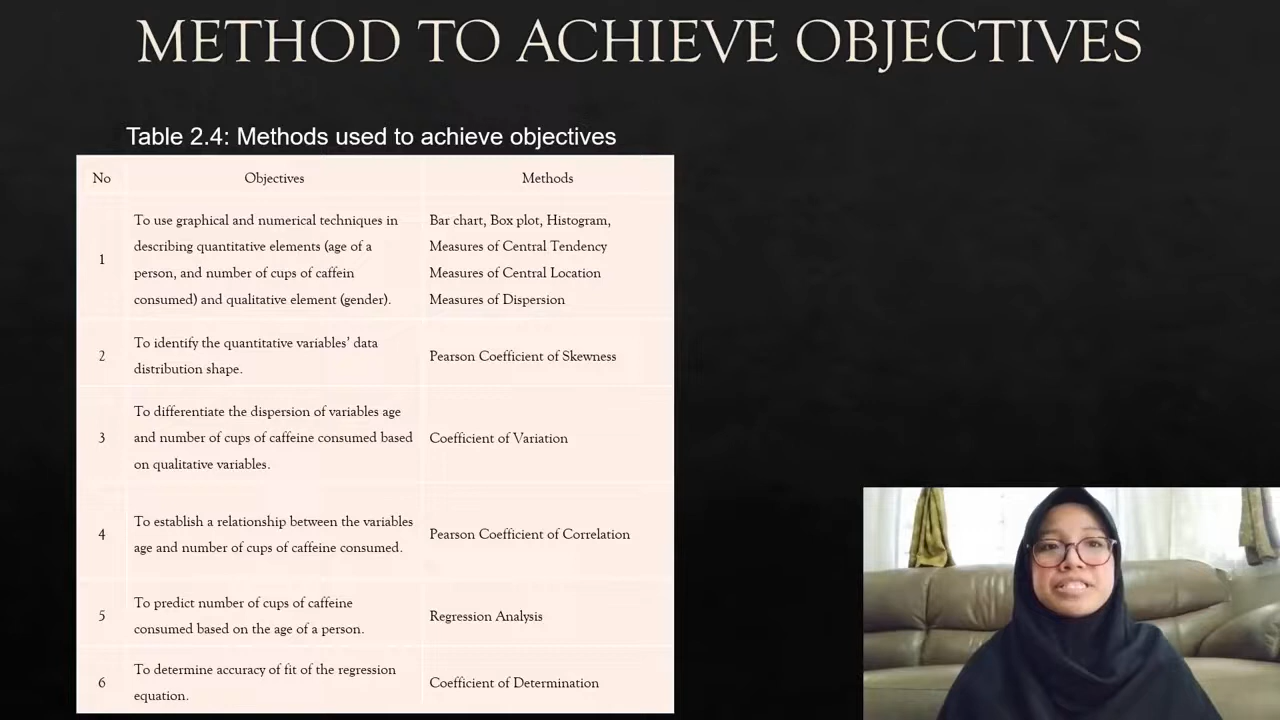 METHOD TO ACHIEVE OBJECTIVES
Table 2.4: Methods used to achieve objectives
No Objectives Methods
1
To use graphical and numerical techniques in
describing quantitative elements (age of a
person, and number of cups of caffein
consumed) and qualitative element (gender).
Bar chart, Box plot, Histogram,
Measures of Central Tendency
Measures of Central Location
Measures of Dispersion
2
To identify the quantitative variables’ data
distribution shape.
Pearson Coefficient of Skewness
3
To differentiate the dispersion of variables age
and number of cups of caffeine consumed based
on qualitative variables.
Coefficient of Variation
4
To establish a relationship between the variables
age and number of cups of caffeine consumed.
Pearson Coefficient of Correlation
5
To predict number of cups of caffeine
consumed based on the age of a person.
Regression Analysis
6
To determine accuracy of fit of the regression
equation.
Coefficient of Determination